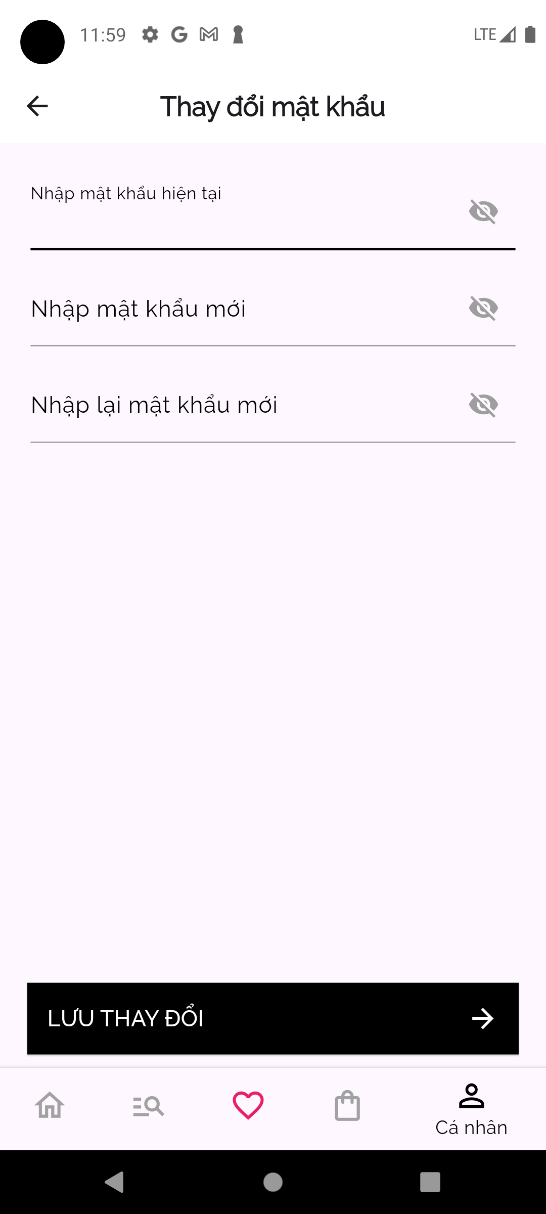 11:59 LTE
Thay đổi mật khẩu
Nhập mật khẩu hiện tại
Nhập mật khẩu mới
Nhập lại mật khẩu mới
LƯU THAY ĐỔI
Cá nhân